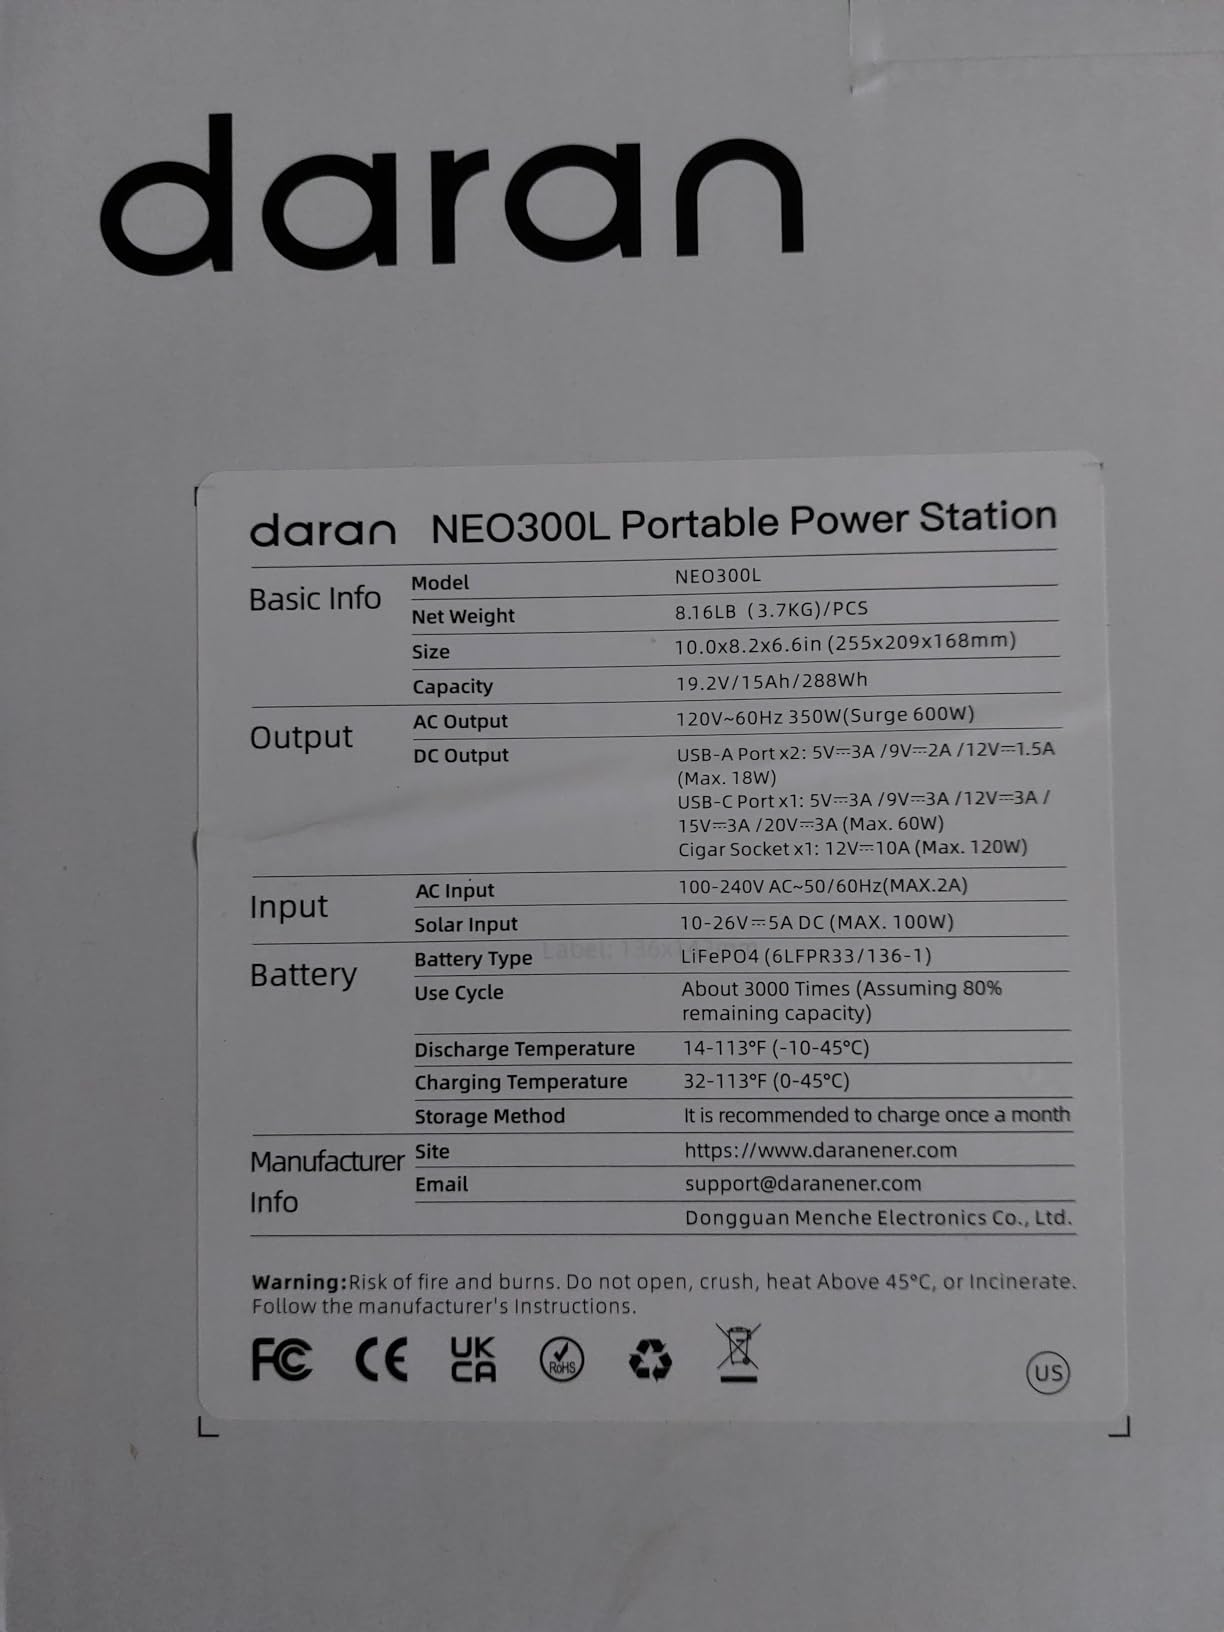 daran
daran NEO300L Portable Power Station
Basic Info
Model NEO300L
Net Weight 8.16LB (3.7KG)/PCS
Size 10.0x8.2x6.6in (255x209x168mm)
Capacity 19.2V/15Ah/288Wh
Output
AC Output 120V~60Hz 350W(Surge 600W)
DC Output USB-A Port x2: 5V⎓3A /9V⎓2A /12V⎓1.5A
(Max. 18W)
USB-C Port x1: 5V⎓3A /9V⎓3A /12V⎓3A /
15V⎓3A /20V⎓3A (Max. 60W)
Cigar Socket x1: 12V⎓10A (Max. 120W)
Input
AC Input 100-240V AC~50/60Hz(MAX.2A)
Solar Input 10-26V⎓5A DC (MAX. 100W)
Battery
Battery Type LiFePO4 (6LFPR33/136-1)
Use Cycle About 3000 Times (Assuming 80%
remaining capacity)
Discharge Temperature 14-113°F (-10-45°C)
Charging Temperature 32-113°F (0-45°C)
Storage Method It is recommended to charge once a month
Manufacturer
Info
Site https://www.daranener.com
Email support@daranener.com
Dongguan Menche Electronics Co., Ltd.
Warning:Risk of fire and burns. Do not open, crush, heat Above 45°C, or Incinerate.
Follow the manufacturer's Instructions.
FC CE UK
CA RoHS US